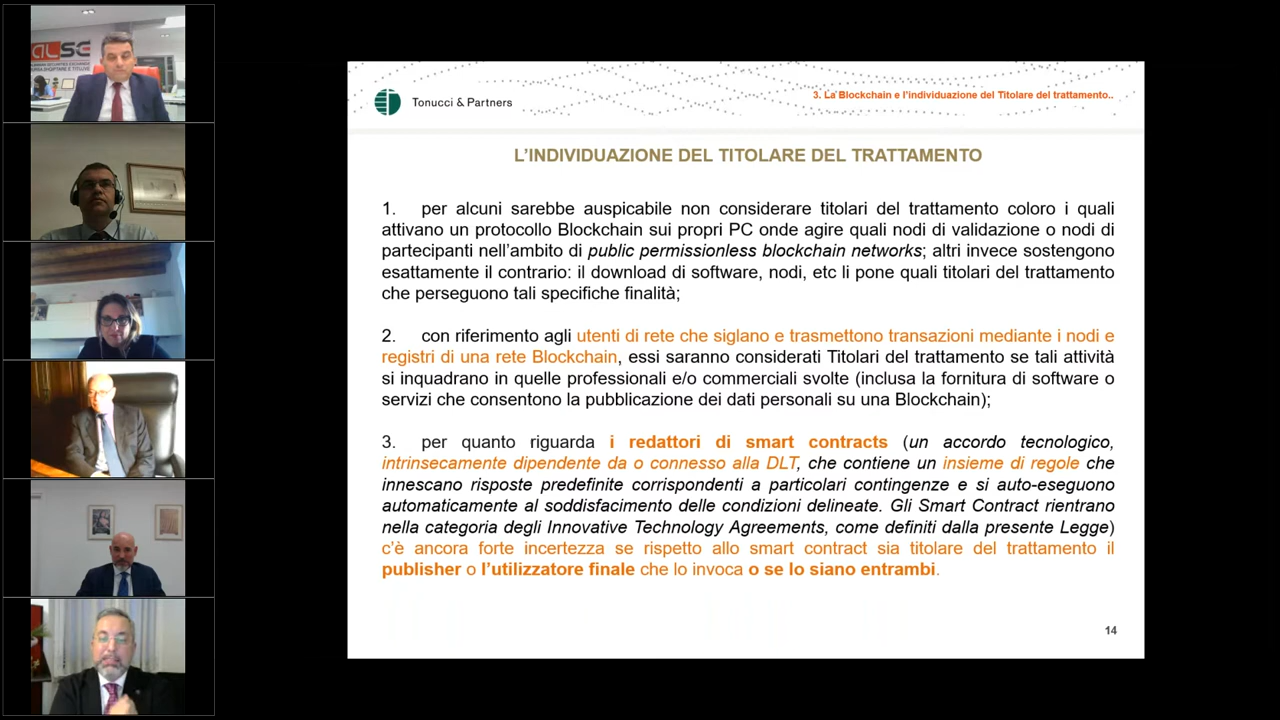 ALSE
ALBANIAN SECURITIES EXCHANGE
Tonucci & Partners
3. La Blockchain e l'individuazione del Titolare del trattamento..
L'INDIVIDUAZIONE DEL TITOLARE DEL TRATTAMENTO
1. per alcuni sarebbe auspicabile non considerare titolari del trattamento coloro i quali
attivano un protocollo Blockchain sui propri PC onde agire quali nodi di validazione o nodi di
partecipanti nell'ambito di public permissionless blockchain networks; altri invece sostengono
esattamente il contrario: il download di software, nodi, etc li pone quali titolari del trattamento
che perseguono tali specifiche finalità;
2. con riferimento agli utenti di rete che siglano e trasmettono transazioni mediante i nodi e
registri di una rete Blockchain, essi saranno considerati Titolari del trattamento se tali attività
si inquadrano in quelle professionali e/o commerciali svolte (inclusa la fornitura di software o
servizi che consentono la pubblicazione dei dati personali su una Blockchain);
3. per quanto riguarda i redattori di smart contracts (un accordo tecnologico,
intrinsecamente dipendente da o connesso alla DLT, che contiene un insieme di regole che
innescano risposte predefinite corrispondenti a particolari contingenze e si auto-eseguono
automaticamente al soddisfacimento delle condizioni delineate. Gli Smart Contract rientrano
nella categoria degli Innovative Technology Agreements, come definiti dalla presente Legge)
c'è ancora forte incertezza se rispetto allo smart contract sia titolare del trattamento il
publisher o l'utilizzatore finale che lo invoca o se lo siano entrambi.
14